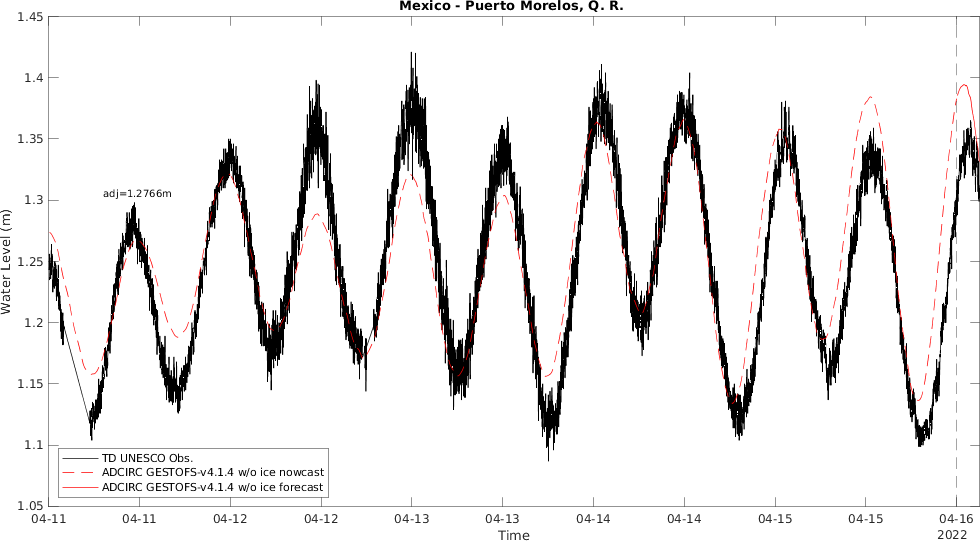 Mexico - Puerto Morelos, Q. R.
1.45
1.4
1.35
1.3
1.25
1.2
1.15
1.1
1.05
Water Level (m)
adj=1.2766m
TD UNESCO Obs.
ADCIRC GESTOFS-v4.1.4 w/o ice nowcast
ADCIRC GESTOFS-v4.1.4 w/o ice forecast
04-11 04-11 04-12 04-12 04-13 04-13 04-14 04-14 04-15 04-15 04-16
Time
2022